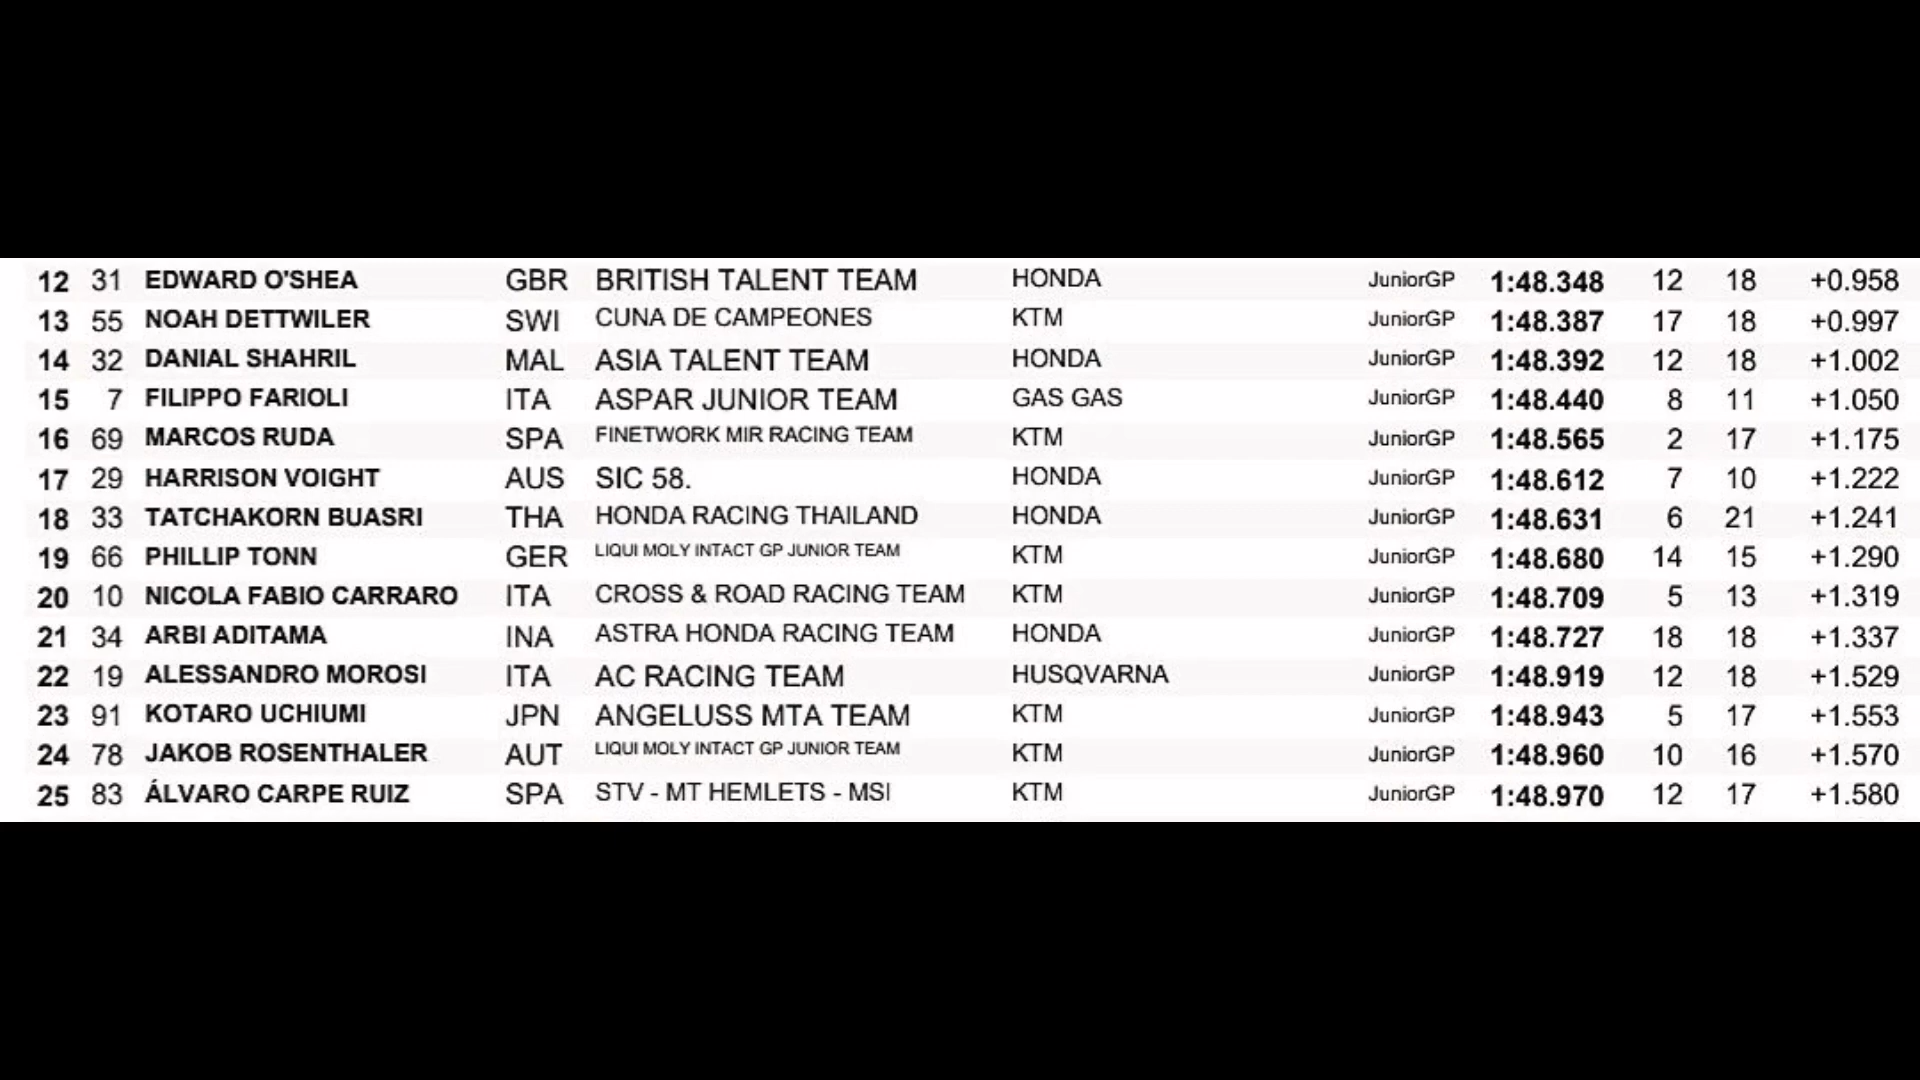 12 31 EDWARD O'SHEA GBR BRITISH TALENT TEAM HONDA JuniorGP 1:48.348 12 18 +0.958
13 55 NOAH DETTWILER SWI CUNA DE CAMPEONES KTM JuniorGP 1:48.387 17 18 +0.997
14 32 DANIAL SHAHRIL MAL ASIA TALENT TEAM HONDA JuniorGP 1:48.392 12 18 +1.002
15 7 FILIPPO FARIOLI ITA ASPAR JUNIOR TEAM GAS GAS JuniorGP 1:48.440 8 11 +1.050
16 69 MARCOS RUDA SPA FINETWORK MIR RACING TEAM KTM JuniorGP 1:48.565 2 17 +1.175
17 29 HARRISON VOIGHT AUS SIC 58. HONDA JuniorGP 1:48.612 7 10 +1.222
18 33 TATCHAKORN BUASRI THA HONDA RACING THAILAND HONDA JuniorGP 1:48.631 6 21 +1.241
19 66 PHILLIP TONN GER LIQUI MOLY INTACT GP JUNIOR TEAM KTM JuniorGP 1:48.680 14 15 +1.290
20 10 NICOLA FABIO CARRARO ITA CROSS & ROAD RACING TEAM KTM JuniorGP 1:48.709 5 13 +1.319
21 34 ARBI ADITAMA INA ASTRA HONDA RACING TEAM HONDA JuniorGP 1:48.727 18 18 +1.337
22 19 ALESSANDRO MOROSI ITA AC RACING TEAM HUSQVARNA JuniorGP 1:48.919 12 18 +1.529
23 91 KOTARO UCHIUMI JPN ANGELUSS MTA TEAM KTM JuniorGP 1:48.943 5 17 +1.553
24 78 JAKOB ROSENTHALER AUT LIQUI MOLY INTACT GP JUNIOR TEAM KTM JuniorGP 1:48.960 10 16 +1.570
25 83 ÁLVARO CARPE RUIZ SPA STV - MT HEMLETS - MSI KTM JuniorGP 1:48.970 12 17 +1.580